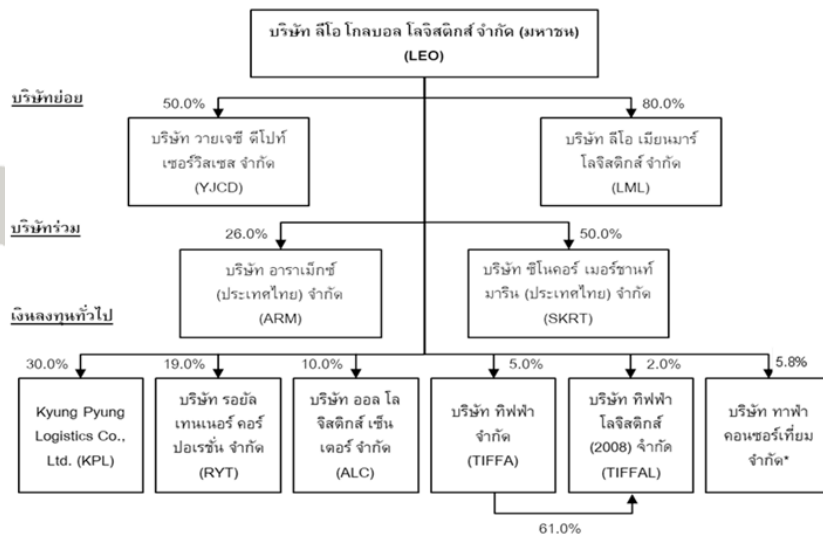 บริษัท ลีโอ โกลบอล โลจิสติกส์ จำกัด (มหาชน)
(LEO)
บริษัทย่อย
50.0%
80.0%
บริษัท วายเจซี ดีโปท์
เซอร์วิสเซส จำกัด
(YJCD)
บริษัท ลีโอ เมียนมาร์
โลจิสติกส์ จำกัด
(LML)
บริษัทร่วม
26.0%
50.0%
บริษัท อาราเม็กซ์
(ประเทศไทย) จำกัด
(ARM)
บริษัท ซิโนคอร์ เมอร์ชานท์
มารีน (ประเทศไทย) จำกัด
(SKRT)
เงินลงทุนทั่วไป
30.0%
19.0%
10.0%
5.0%
2.0%
5.8%
Kyung Pyung
Logistics Co.,
Ltd. (KPL)
บริษัท รอยัล
เทนเนอร์ คอร์
ปอเรชั่น จำกัด
(RYT)
บริษัท ออล โล
จิสติกส์ เซ็น
เตอร์ จำกัด
(ALC)
บริษัท ทิฟฟ่า
จำกัด
(TIFFA)
บริษัท ทิฟฟ่า
โลจิสติกส์
(2008) จำกัด
(TIFFAL)
บริษัท ทาฟ่า
คอนซอร์เที่ยม
จำกัด*
61.0%